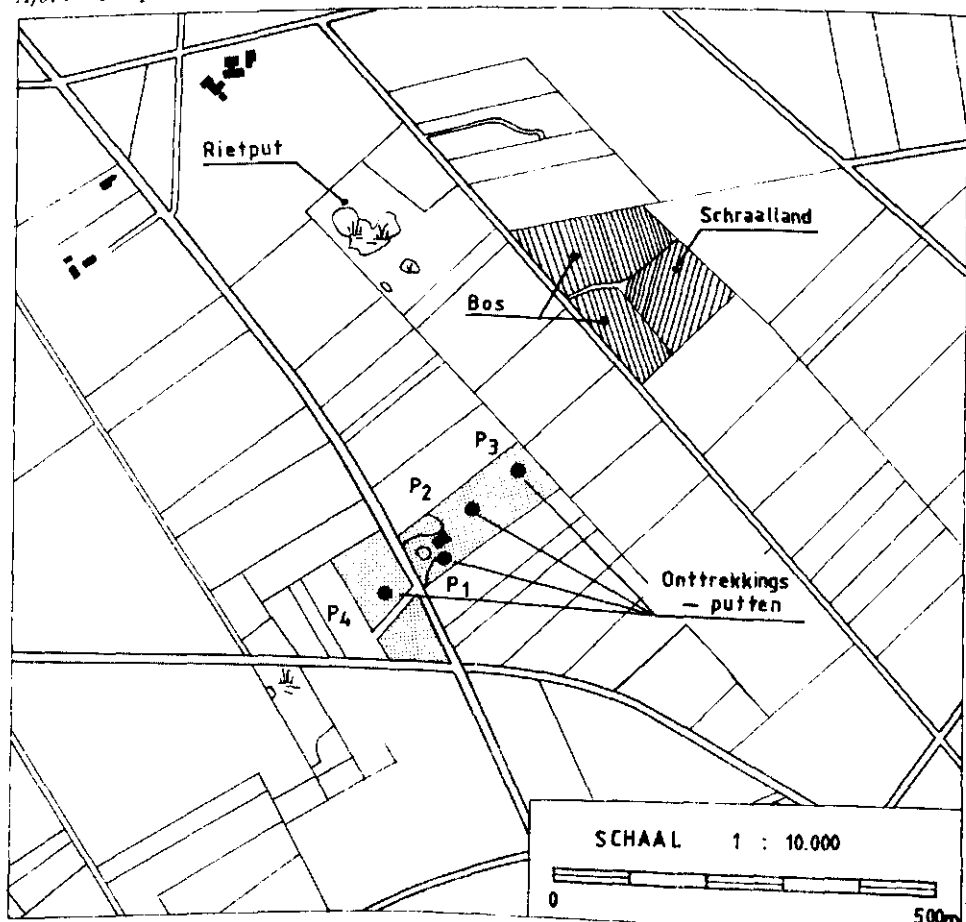 Rietput
Schraalland
Bos
P3
P2
Onttrekkings
– putten
P1
P4
SCHAAL 1 : 10.000
0
500m